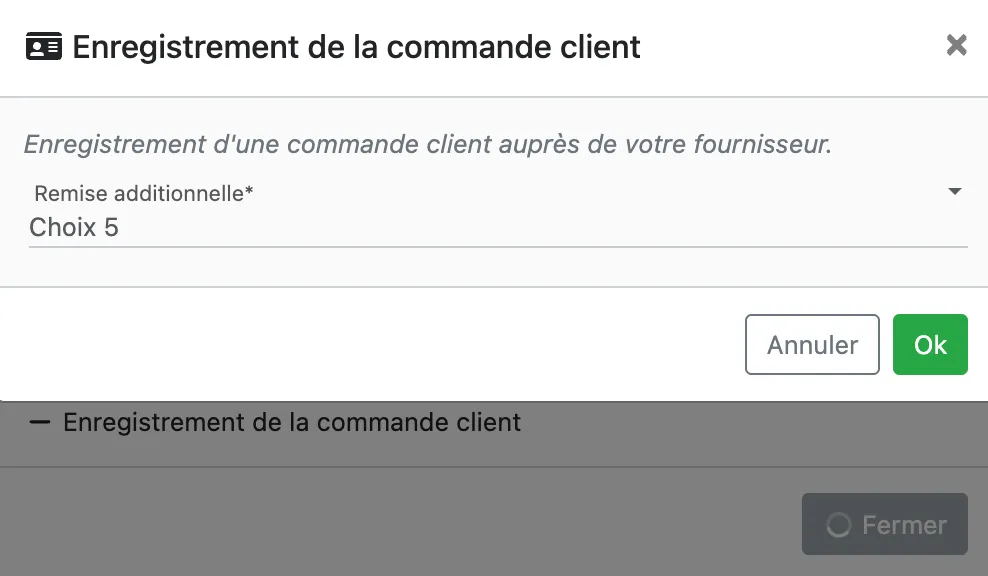 Enregistrement de la commande client
Enregistrement d'une commande client auprès de votre fournisseur.
Remise additionnelle*
Choix 5
Annuler Ok
Enregistrement de la commande client
Fermer